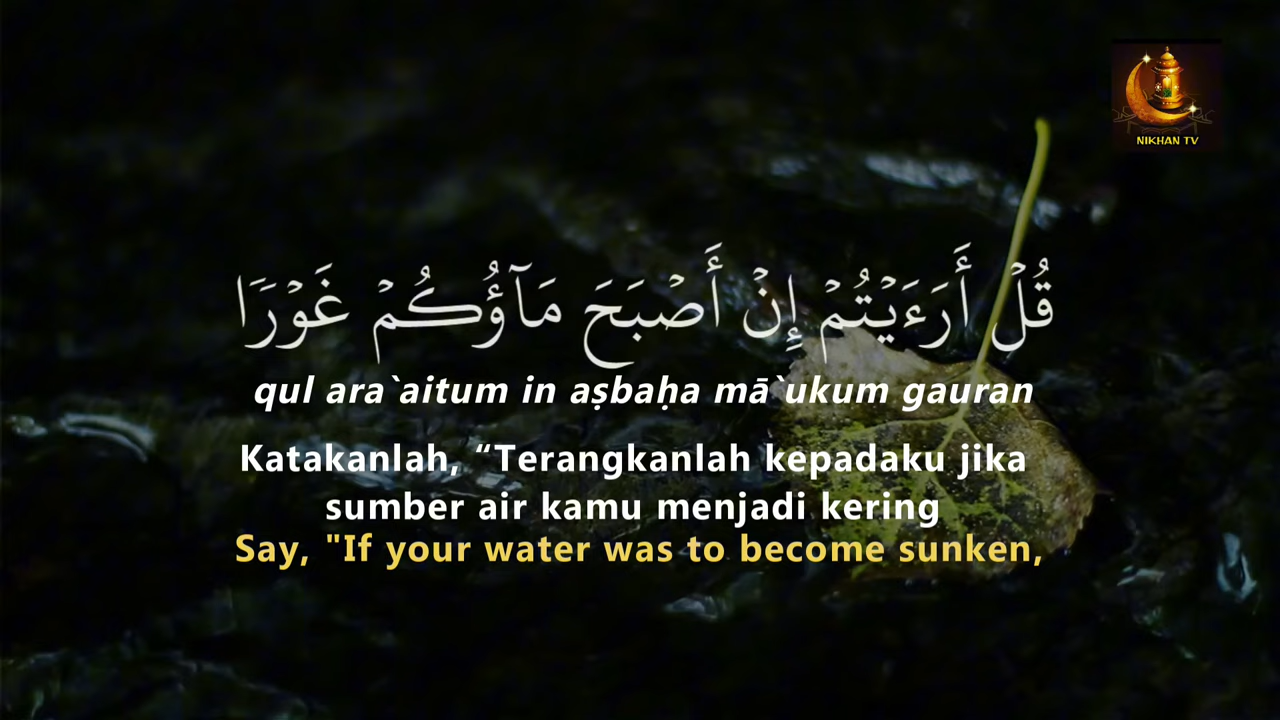 NIKHAN TV
قُلْ أَرَءَيْتُمْ إِنْ أَصْبَحَ مَآؤُكُمْ غَوْرًا
qul ara`aitum in aṣbaḥa mā`ukum gauran
Katakanlah, “Terangkanlah kepadaku jika
sumber air kamu menjadi kering
Say, "If your water was to become sunken,